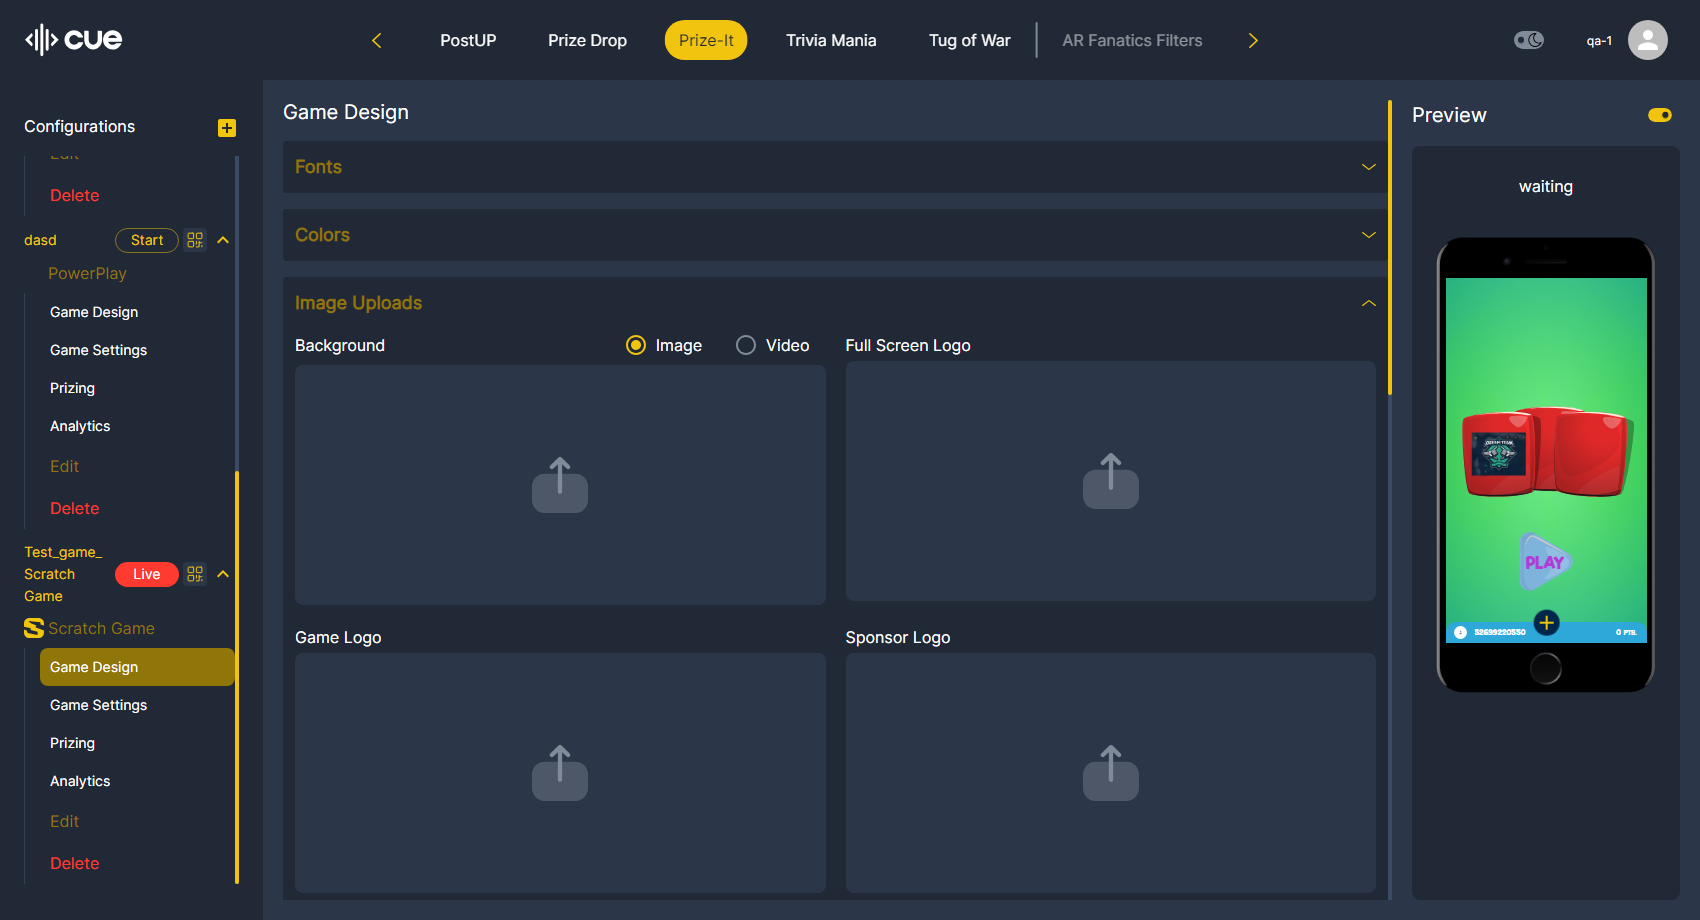 cue
PostUP
Prize Drop
Prize-It
Trivia Mania
Tug of War
AR Fanatics Filters
qa-1
Configurations
Edit
Delete
dasd
Start
PowerPlay
Game Design
Game Settings
Prizing
Analytics
Edit
Delete
Test_game_
Scratch
Game
Live
Scratch Game
Game Design
Game Settings
Prizing
Analytics
Edit
Delete
Game Design
Fonts
Colors
Image Uploads
Background
Image
Video
Full Screen Logo
Game Logo
Sponsor Logo
Preview
waiting
PLAY
52699220550
0 PTS.